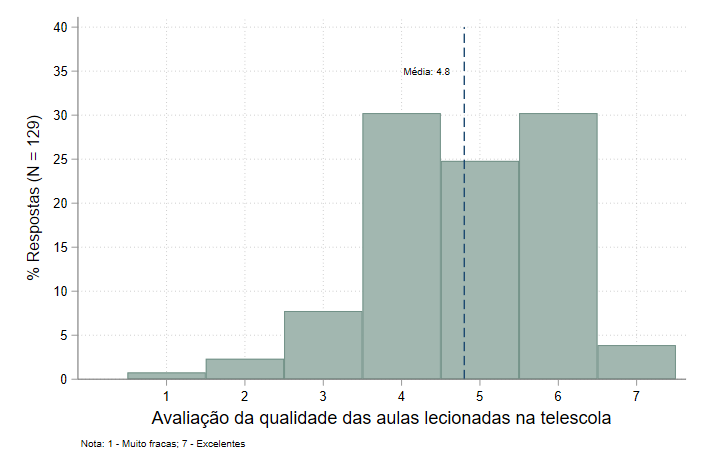 40
35
30
25
20
15
10
5
0
% Respostas (N = 129)
Média: 4.8
1 2 3 4 5 6 7
Avaliação da qualidade das aulas lecionadas na telescola
Nota: 1 - Muito fracas; 7 - Excelentes